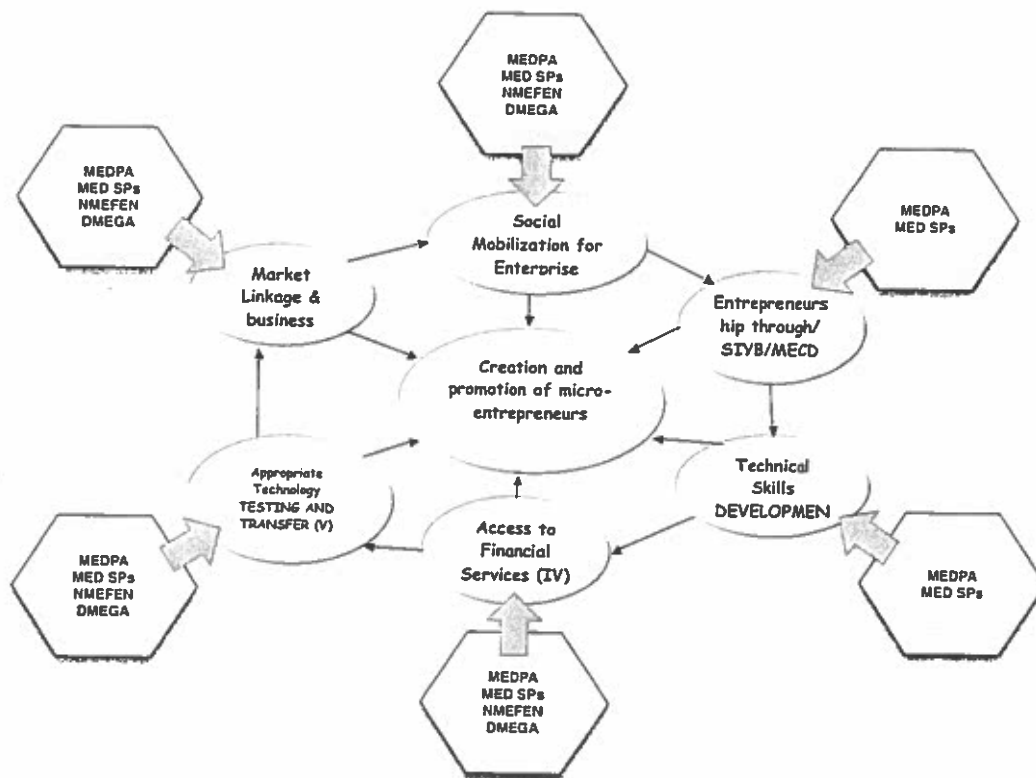 MEDPA
MED SPs
NMEFEN
DMEGA
MEDPA
MED SPs
NMEFEN
DMEGA
MEDPA
MED SPs
Social
Mobilization for
Enterprise
Market
Linkage &
business
Entrepreneurs
hip through/
SIYB/MECD
Creation and
promotion of micro-
entrepreneurs
Appropriate
Technology
TESTING AND
TRANSFER (V)
Access to
Financial
Services (IV)
Technical
Skills
DEVELOPMEN
MEDPA
MED SPs
NMEFEN
DMEGA
MEDPA
MED SPs
MEDPA
MED SPs
NMEFEN
DMEGA